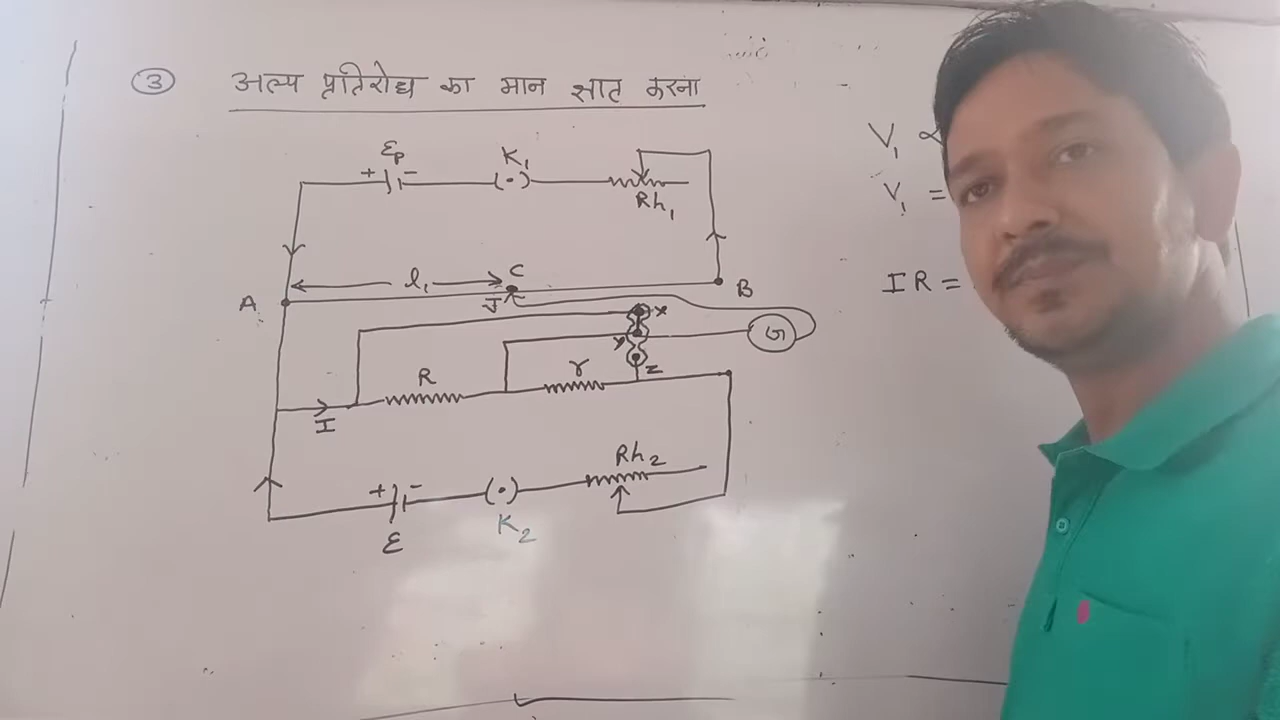 ③ अल्प प्रतिरोध का मान ज्ञात करना
Ep
+ -
K₁
Rh₁
A
l₁
C
J
B
x
y
z
G
R
r
I
+ -
E
K₂
Rh₂
V₁ ∝
V₁ =
IR =